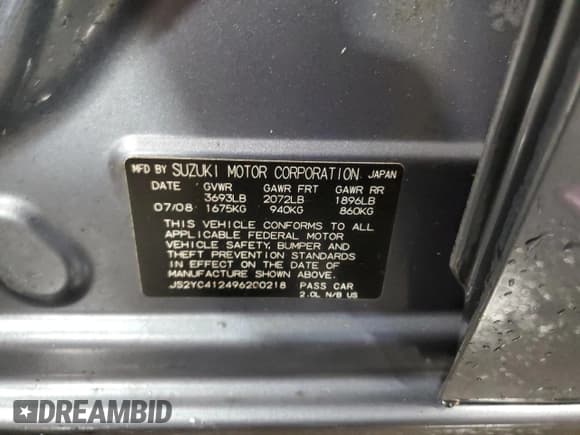 MFD BY SUZUKI MOTOR CORPORATION JAPAN
DATE GVWR GAWR FRT GAWR RR
3693LB 2072LB 1896LB
07/08 1675KG 940KG 860KG
THIS VEHICLE CONFORMS TO ALL
APPLICABLE FEDERAL MOTOR
VEHICLE SAFETY, BUMPER AND
THEFT PREVENTION STANDARDS
IN EFFECT ON THE DATE OF
MANUFACTURE SHOWN ABOVE.
JS2YC412496200218 PASS CAR
2.0L N/B US
DREAMBID